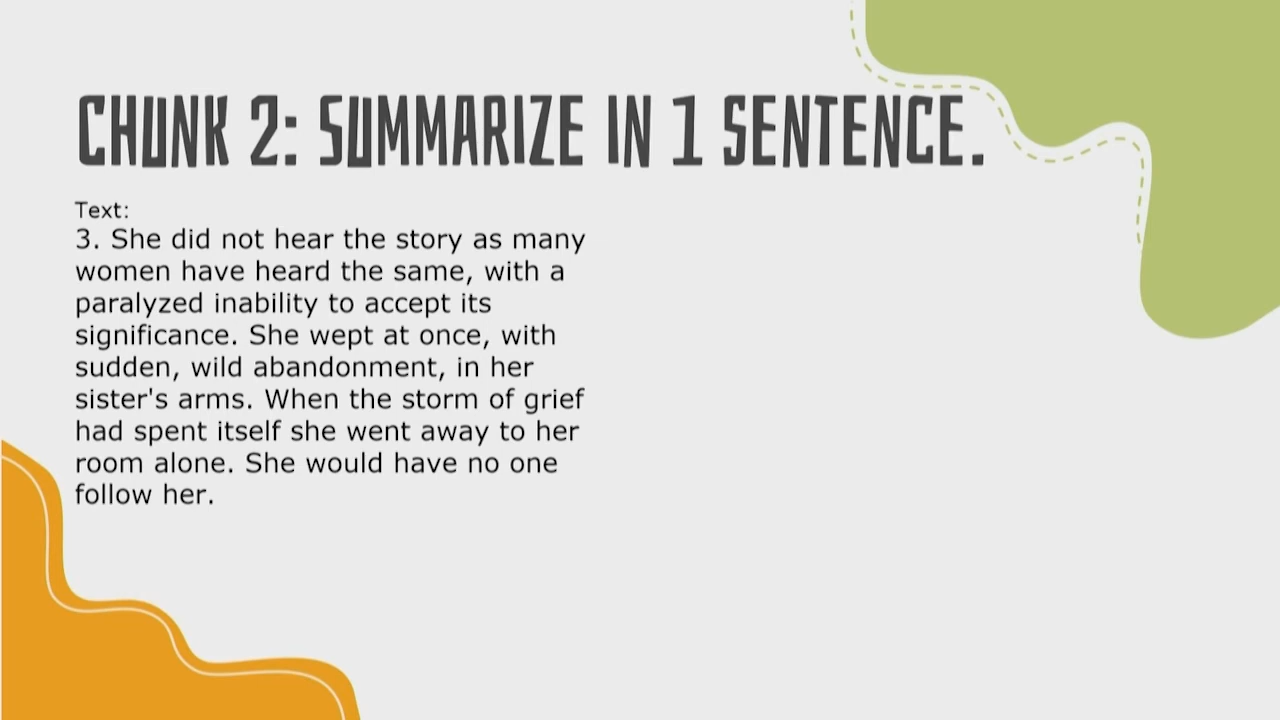 CHUNK 2: SUMMARIZE IN 1 SENTENCE.
Text:
3. She did not hear the story as many
women have heard the same, with a
paralyzed inability to accept its
significance. She wept at once, with
sudden, wild abandonment, in her
sister's arms. When the storm of grief
had spent itself she went away to her
room alone. She would have no one
follow her.